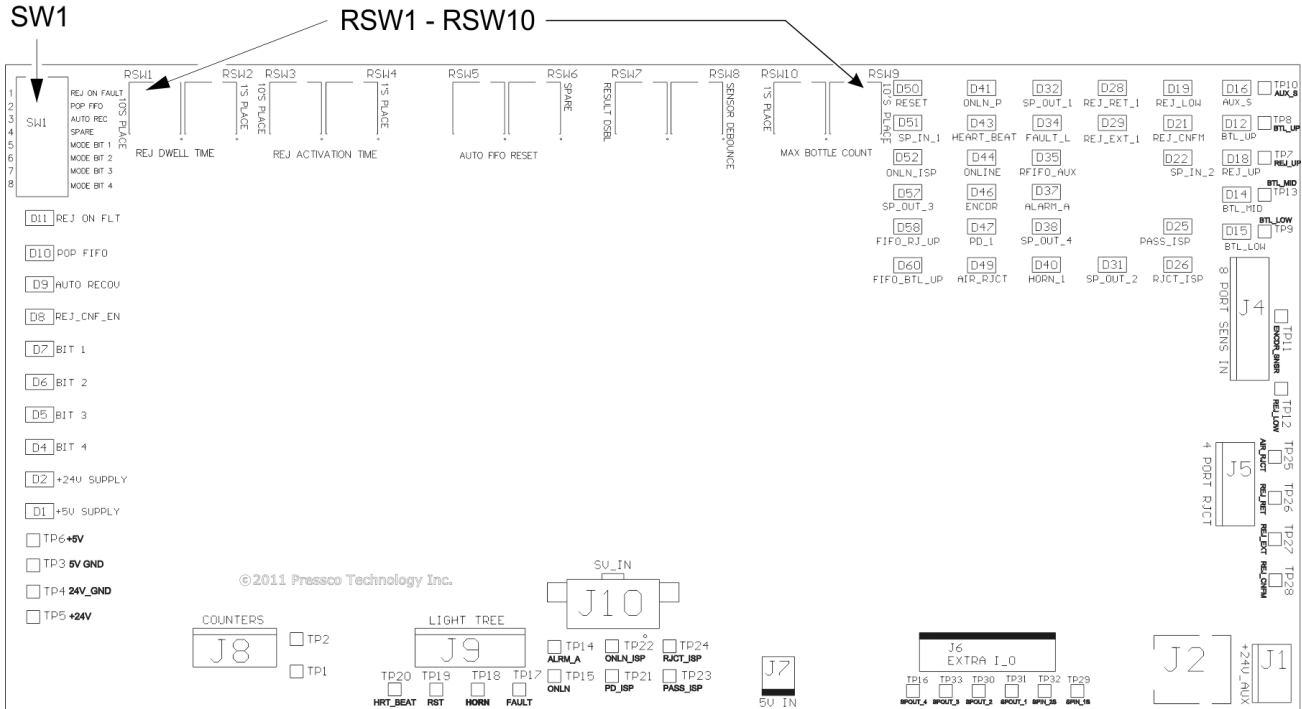 SW1
RSW1 - RSW10
RSW1
RSW2
RSW3
RSW4
RSW5
RSW6
RSW7
RSW8
RSW10
RSW9
1 REJ ON FAULT
2 POP FIFO
3 AUTO REC
4 SPARE
5 MODE BIT 1
6 MODE BIT 2
7 MODE BIT 3
8 MODE BIT 4
SW1
10'S PLACE
1'S PLACE
REJ DWELL TIME
10'S PLACE
1'S PLACE
REJ ACTIVATION TIME
AUTO FIFO RESET
SPARE
RESULT DSBL
SENSOR DEBOUNCE
1'S PLACE
10'S PLACE
MAX BOTTLE COUNT
D50 D41 D32 D28 D19 D16 TP10
RESET ONLN_P SP_OUT_1 REJ_RET_1 REJ_LOW AUX_S AUX_S
D51 D43 D34 D29 D21 D12 TP8
SP_IN_1 HEART_BEAT FAULT_L REJ_EXT_1 REJ_CNFM BTL_UP BTL_UP
D52 D44 D35 D22 D18 TP7
ONLN_ISP ONLINE RFIFO_AUX SP_IN_2 REJ_UP REJ_UP
D57 D46 D37 D14 BTL_MID TP13
SP_OUT_3 ENCDR ALARM_A BTL_MID
D58 D47 D38 D25 D15 BTL_LOW TP9
FIFO_RJ_UP PD_1 SP_OUT_4 PASS_ISP BTL_LOW
D60 D49 D40 D31 D26
FIFO_BTL_UP AIR_RJCT HORN_1 SP_OUT_2 RJCT_ISP
D11 REJ ON FLT
D10 POP FIFO
D9 AUTO RECOV
D8 REJ_CNF_EN
D7 BIT 1
D6 BIT 2
D5 BIT 3
D4 BIT 4
D2 +24V SUPPLY
D1 +5V SUPPLY
TP6 +5V
TP3 5V GND
TP4 24V_GND
TP5 +24V
8 PORT SENS IN
J4
TP11
ENCDR_SNSR
TP12
REJ_LOW
4 PORT RJCT
J5
TP25
AIR_RJCT
TP26
REJ_RET
TP27
REJ_EXT
TP28
REJ_CNFM
©2011 Pressco Technology Inc.
COUNTERS
J8
TP2
TP1
LIGHT TREE
J9
TP20 TP19 TP18 TP17
HRT_BEAT RST HORN FAULT
5V_IN
J10
TP14 TP22 TP24
ALRM_A ONLN_ISP RJCT_ISP
TP15 TP21 TP23
ONLN PD_ISP PASS_ISP
J7
5V IN
J6
EXTRA I_O
TP16 TP33 TP30 TP31 TP32 TP29
SPOUT_4 SPOUT_3 SPOUT_2 SPOUT_1 SPIN_2S SPIN_1S
J2
+24V_AUX
J1